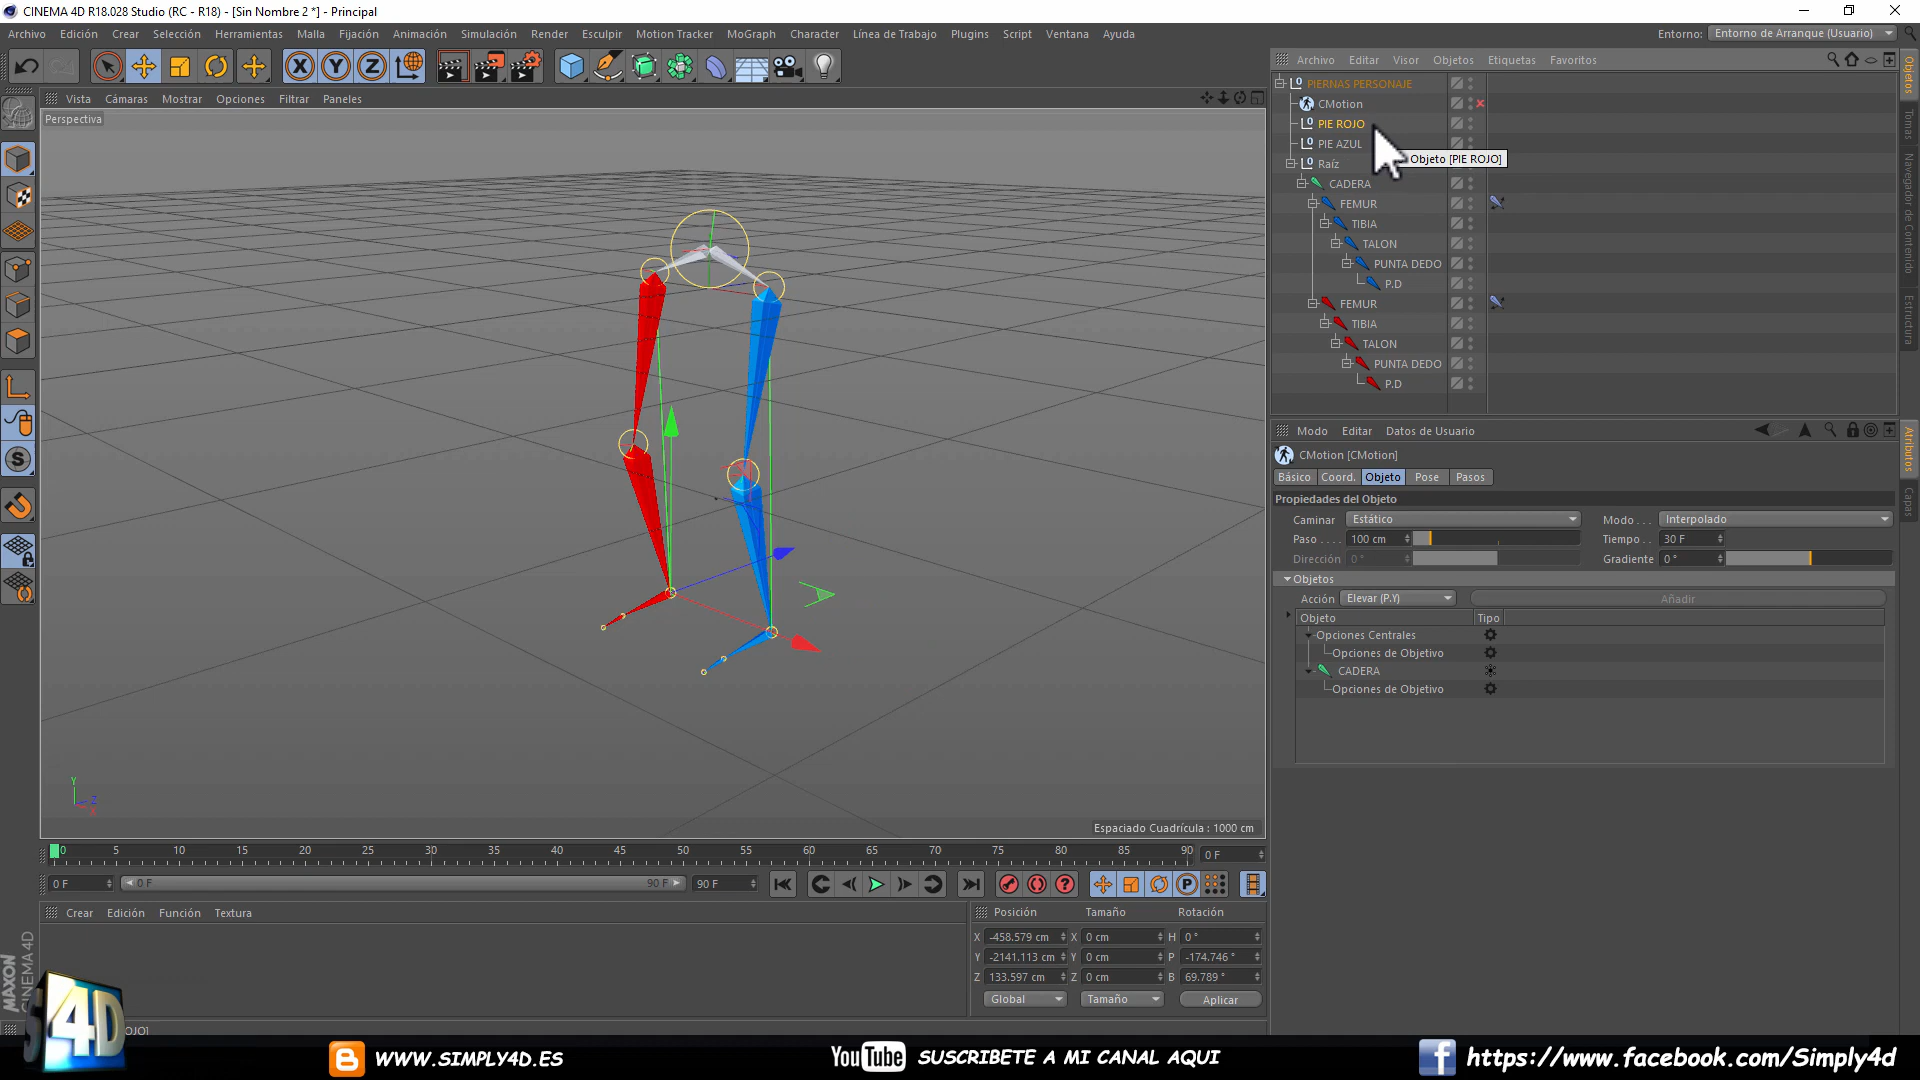 CINEMA 4D R18.028 Studio (RC - R18) - [Sin Nombre 2 *] - Principal
Archivo Edición Crear Selección Herramientas Malla Fijación Animación Simulación Render Esculpir Motion Tracker MoGraph Character Línea de Trabajo Plugins Script Ventana Ayuda
Entorno: Entorno de Arranque (Usuario)
Vista Cámaras Mostrar Opciones Filtrar Paneles
Perspectiva
Archivo Editar Visor Objetos Etiquetas Favoritos
PIERNAS PERSONAJE
CMotion
PIE ROJO
PIE AZUL
Objeto [PIE ROJO]
Raíz
CADERA
FEMUR
TIBIA
TALON
PUNTA DEDO
P.D
FEMUR
TIBIA
TALON
PUNTA DEDO
P.D
Objetos
Tomas
Navegador de Contenido
Estructura
Modo Editar Datos de Usuario
CMotion [CMotion]
Básico Coord. Objeto Pose Pasos
Propiedades del Objeto
Caminar Estático Modo . . . Interpolado
Paso . . . . 100 cm Tiempo . . 30 F
Dirección 0 ° Gradiente 0 °
Objetos
Acción Elevar (P.Y) Añadir
Objeto Tipo
Opciones Centrales
Opciones de Objetivo
CADERA
Opciones de Objetivo
Atributos
Capas
Y
Z
X
Espaciado Cuadrícula : 1000 cm
0 5 10 15 20 25 30 35 40 45 50 55 60 65 70 75 80 85 90 0 F
0 F 0 F 90 F 90 F
P
Crear Edición Función Textura
Posición Tamaño Rotación
X -458.579 cm X 0 cm H 0 °
Y -2141.113 cm Y 0 cm P -174.746 °
Z 133.597 cm Z 0 cm B 69.789 °
Global Tamaño Aplicar
MAXON
CINEMA 4D
S4D
OJO]
WWW.SIMPLY4D.ES
YouTube SUSCRIBETE A MI CANAL AQUI
https://www.facebook.com/Simply4d